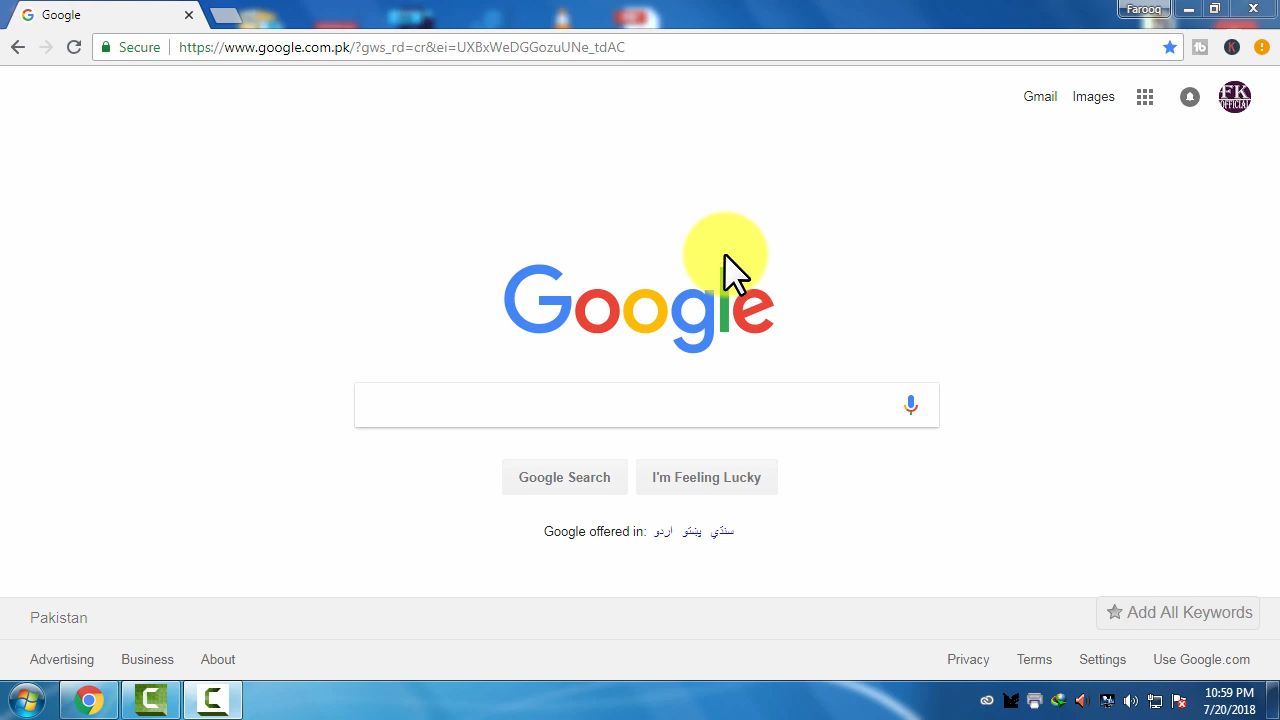 Google
Farooq
Secure
https://www.google.com.pk/?gws_rd=cr&ei=UXBxWeDGGozuUNe_tdAC
Gmail Images
FK
OFFICIAL
Google
Google Search I'm Feeling Lucky
Google offered in: اردو پښتو سنڌي
Pakistan
Add All Keywords
Advertising Business About
Privacy Terms Settings Use Google.com
10:59 PM
7/20/2018